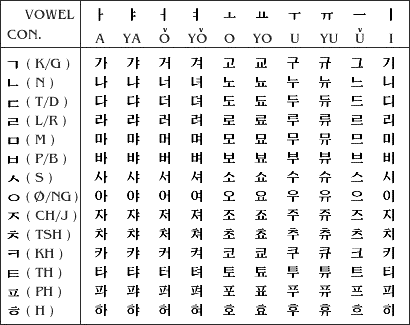 VOWEL ㅏ ㅑ ㅓ ㅕ ㅗ ㅛ ㅜ ㅠ ㅡ ㅣ
CON. A YA Ǒ YǑ O YO U YU Ǔ I
ㄱ ( K/G ) 가 갸 거 겨 고 교 구 규 그 기
ㄴ ( N ) 나 냐 너 녀 노 뇨 누 뉴 느 니
ㄷ ( T/D ) 다 댜 더 뎌 도 됴 두 듀 드 디
ㄹ ( L/R ) 라 랴 러 려 로 료 루 류 르 리
ㅁ ( M ) 마 먀 머 며 모 묘 무 뮤 므 미
ㅂ ( P/B ) 바 뱌 버 벼 보 뵤 부 뷰 브 비
ㅅ ( S ) 사 샤 서 셔 소 쇼 수 슈 스 시
ㅇ ( Ø/NG ) 아 야 어 여 오 요 우 유 으 이
ㅈ ( CH/J ) 자 쟈 저 져 조 죠 주 쥬 즈 지
ㅊ ( TSH ) 차 챠 처 쳐 초 쵸 추 츄 츠 치
ㅋ ( KH ) 카 캬 커 켜 코 쿄 쿠 큐 크 키
ㅌ ( TH ) 타 탸 터 텨 토 툐 투 튜 트 티
ㅍ ( PH ) 파 퍄 퍼 펴 포 표 푸 퓨 프 피
ㅎ ( H ) 하 햐 허 혀 호 효 후 휴 흐 히